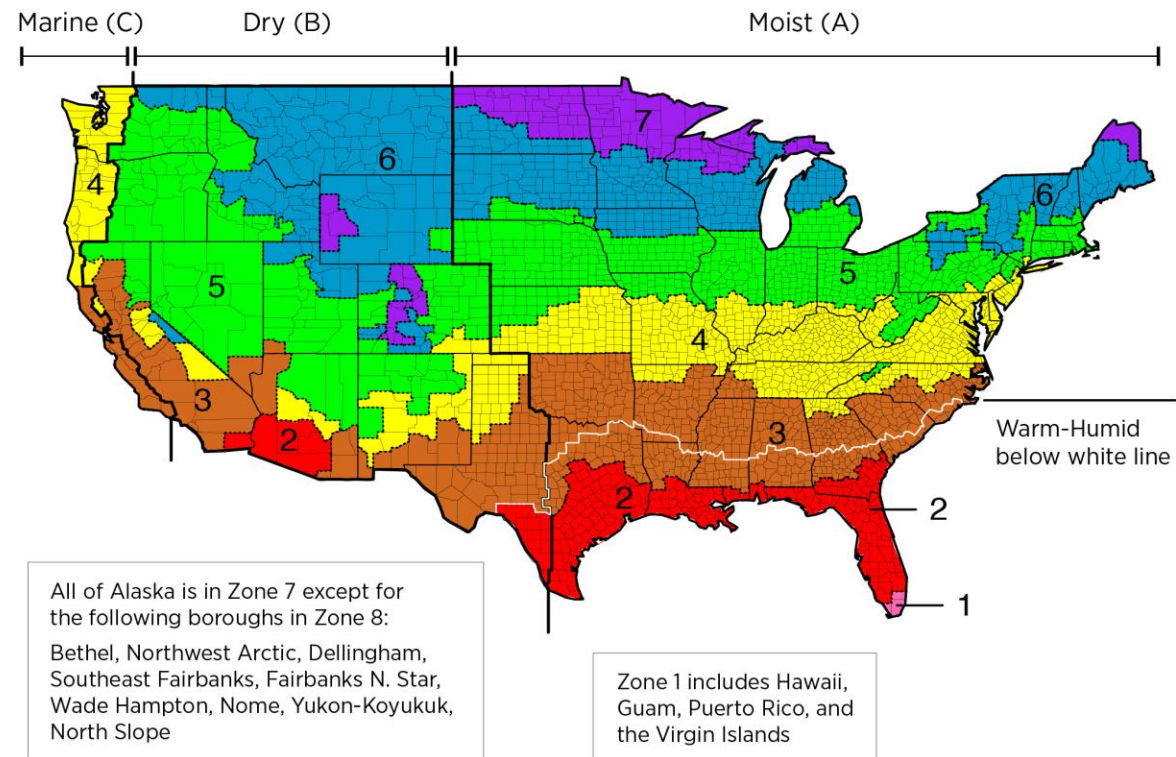 Marine (C)
Dry (B)
Moist (A)
7
6
4
6
5
5
4
3
3
2
Warm-Humid
below white line
2
2
1
All of Alaska is in Zone 7 except for
the following boroughs in Zone 8:
Bethel, Northwest Arctic, Dellingham,
Southeast Fairbanks, Fairbanks N. Star,
Wade Hampton, Nome, Yukon-Koyukuk,
North Slope
Zone 1 includes Hawaii,
Guam, Puerto Rico, and
the Virgin Islands